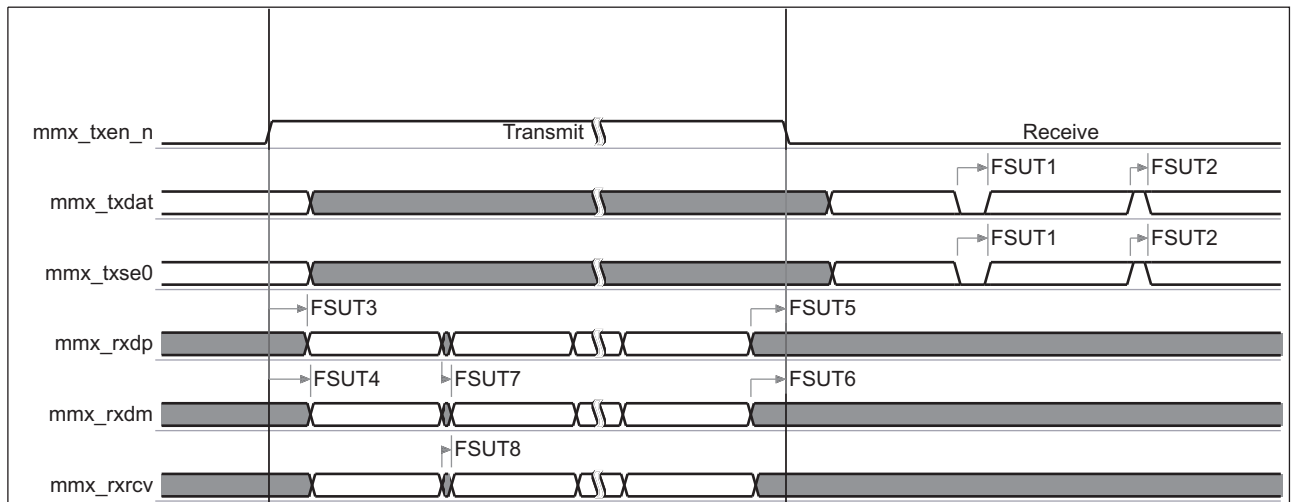 mmx_txen_n Transmit Receive
FSUT1 FSUT2
mmx_txdat
FSUT1 FSUT2
mmx_txse0
FSUT3 FSUT5
mmx_rxdp
FSUT4 FSUT7 FSUT6
mmx_rxdm
FSUT8
mmx_rxrcv